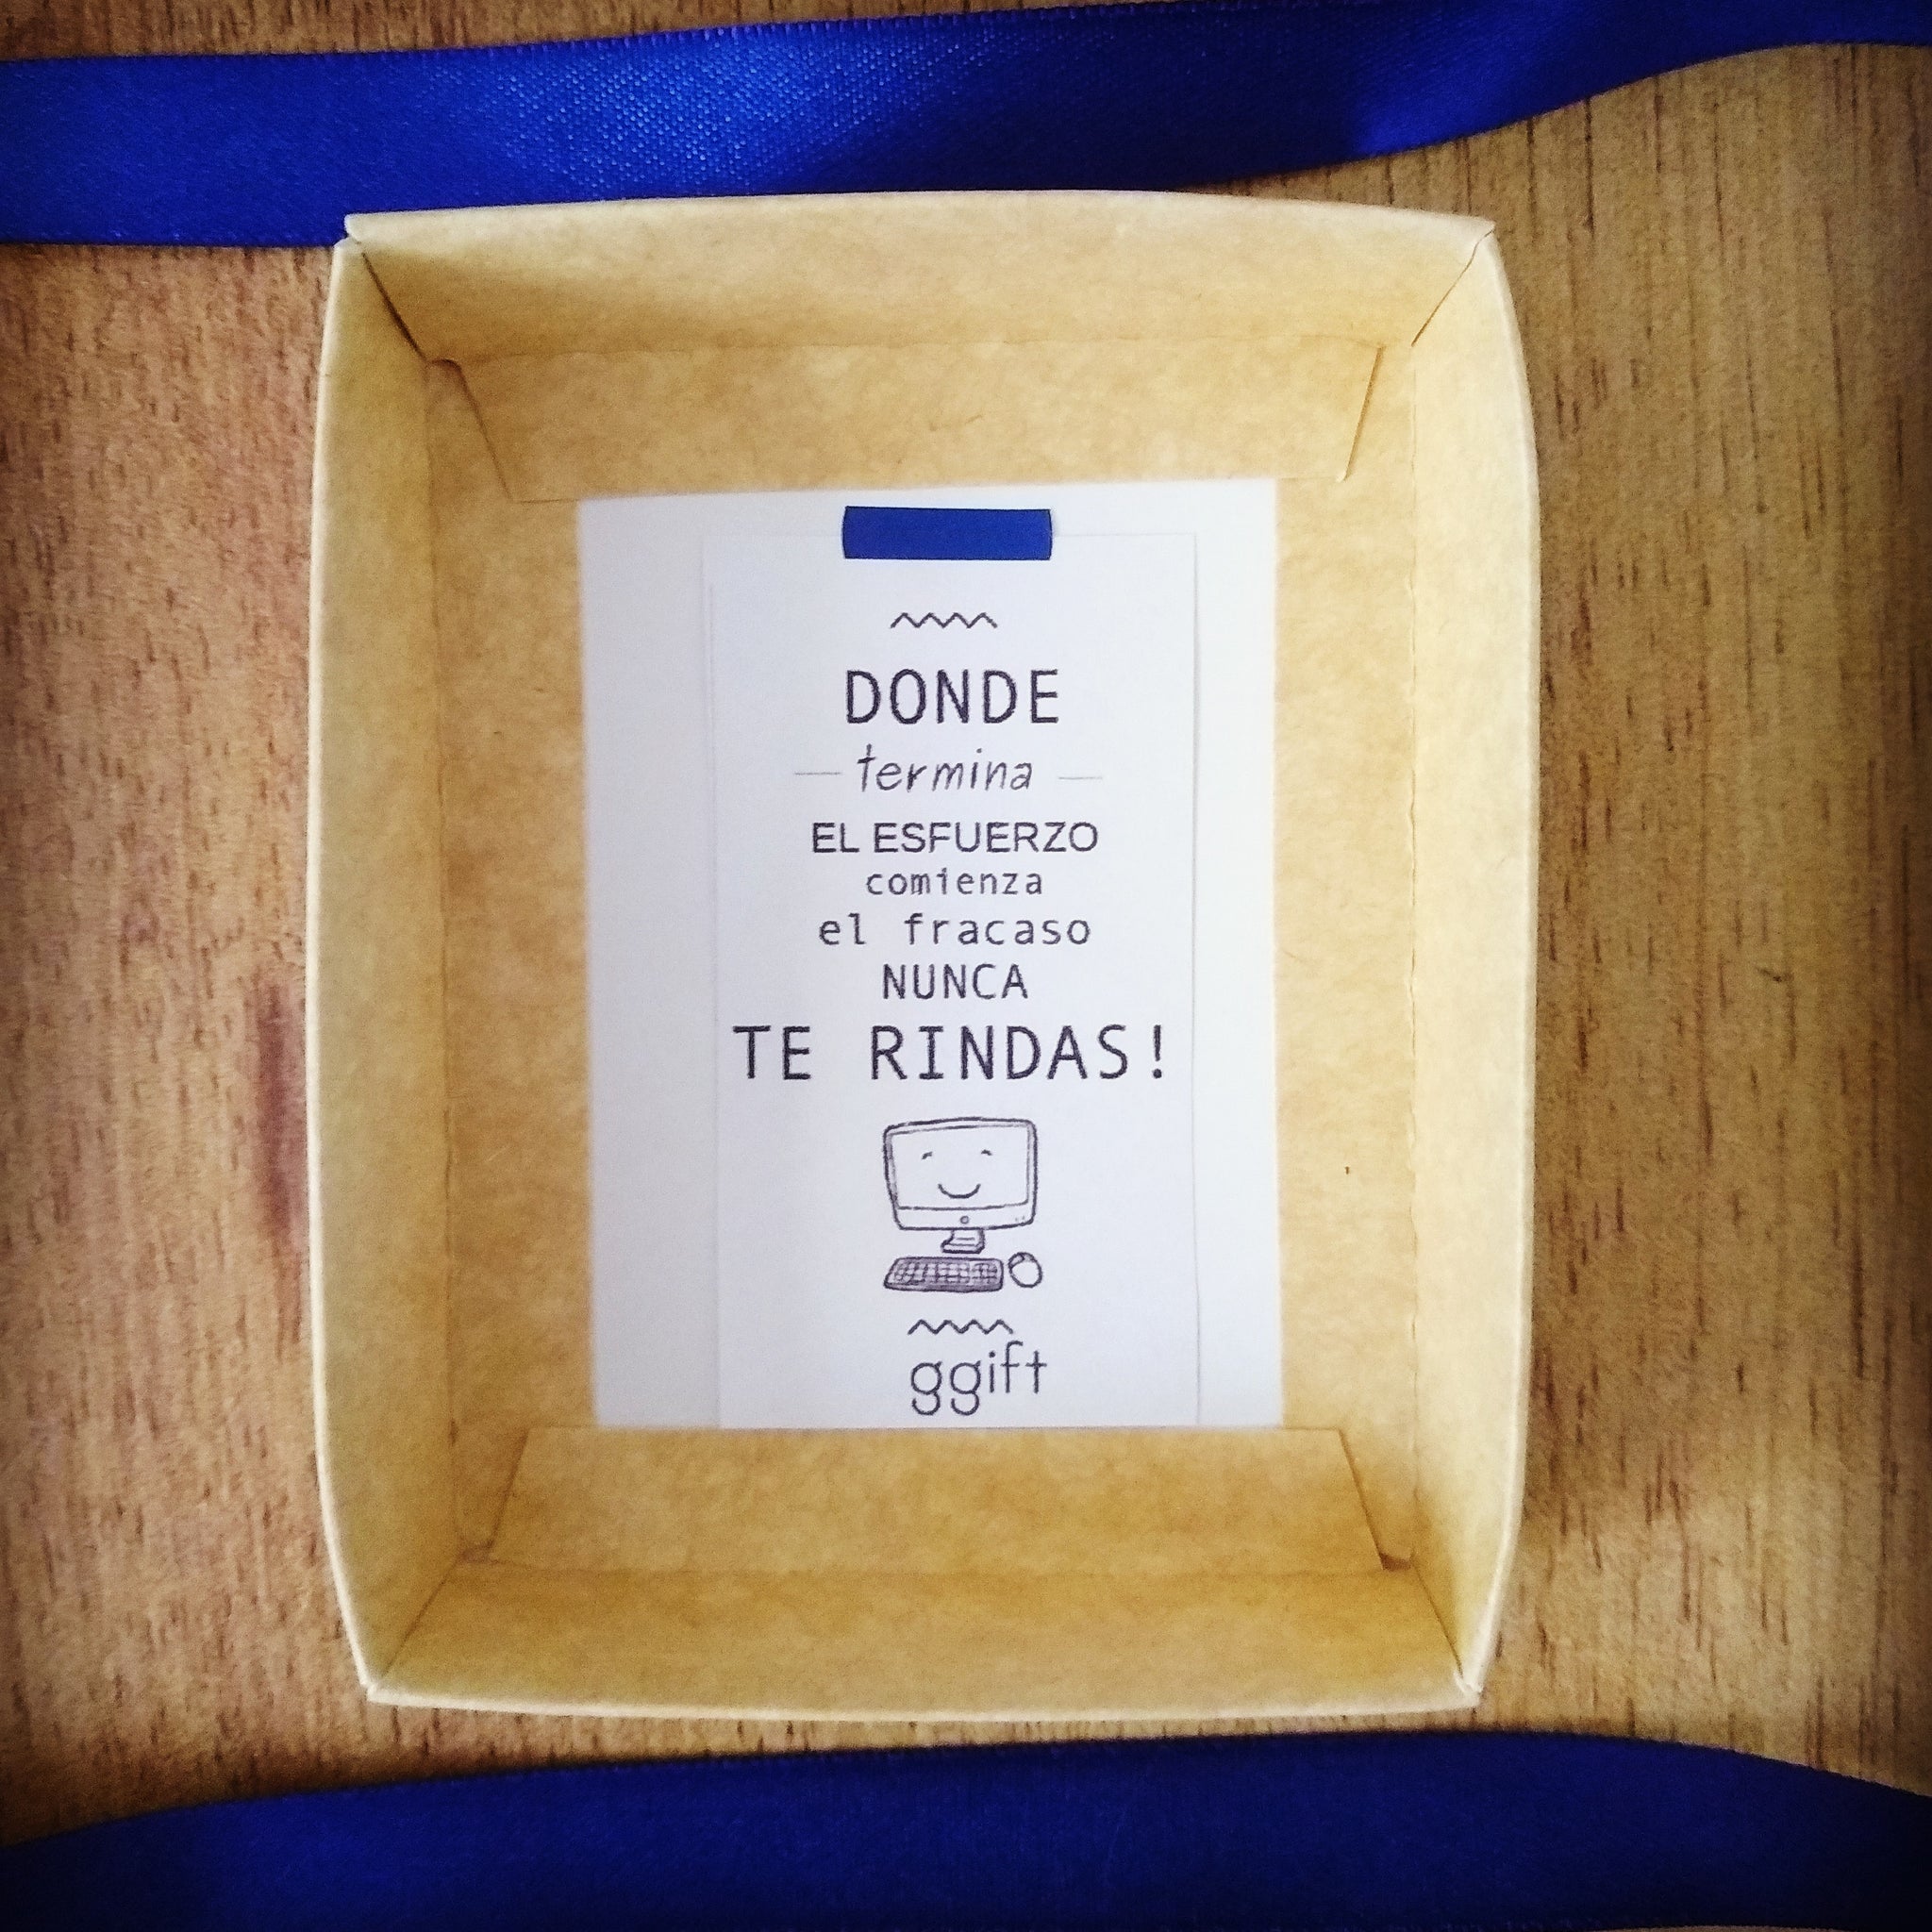 DONDE
termina
EL ESFUERZO
comienza
el fracaso
NUNCA
TE RINDAS!
ggift